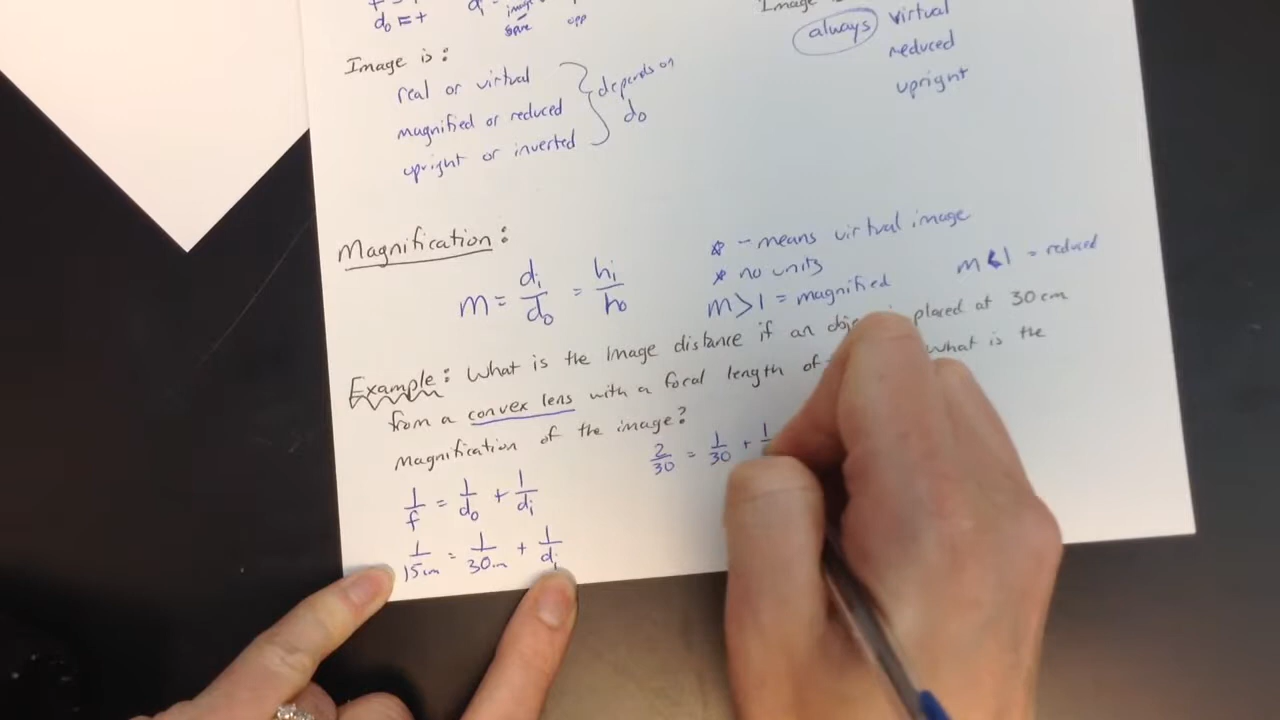 do = +
same
opp
Image is:
real or virtual
magnified or reduced
upright or inverted
depends on
do
always virtual
reduced
upright
Magnification:
m = di/do = hi/ho
* - means virtual image
* no units
m > 1 = magnified
m < 1 = reduced
Example: What is the Image distance if an placed at 30 cm
from a convex lens with a focal length of What is the
Magnification of the image?
1/f = 1/do + 1/di
1/15cm = 1/30cm + 1/di
2/30 = 1/30 + 1